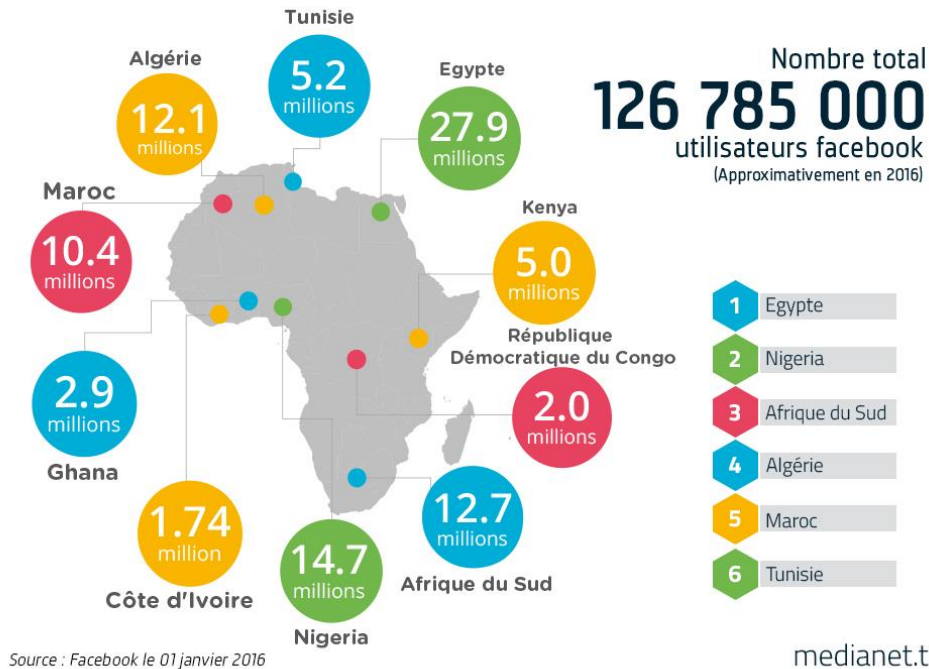 Tunisie
5.2
millions
Algérie
12.1
millions
Egypte
27.9
millions
Nombre total
126 785 000
utilisateurs facebook
(Approximativement en 2016)
Maroc
10.4
millions
Kenya
5.0
millions
République
Démocratique du Congo
2.0
millions
2.9
millions
Ghana
1.74
million
Côte d'Ivoire
14.7
millions
Nigeria
12.7
millions
Afrique du Sud
1 Egypte
2 Nigeria
3 Afrique du Sud
4 Algérie
5 Maroc
6 Tunisie
Source : Facebook le 01 janvier 2016
medianet.t